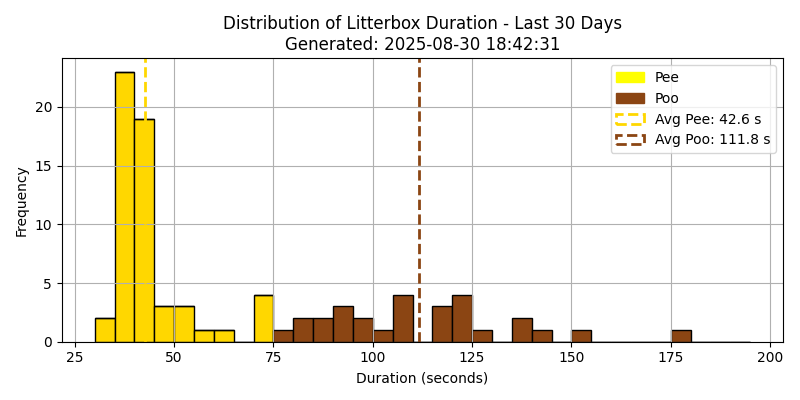 Distribution of Litterbox Duration - Last 30 Days
Generated: 2025-08-30 18:42:31
Pee
Poo
Avg Pee: 42.6 s
Avg Poo: 111.8 s
Frequency
20
15
10
5
0
25 50 75 100 125 150 175 200
Duration (seconds)